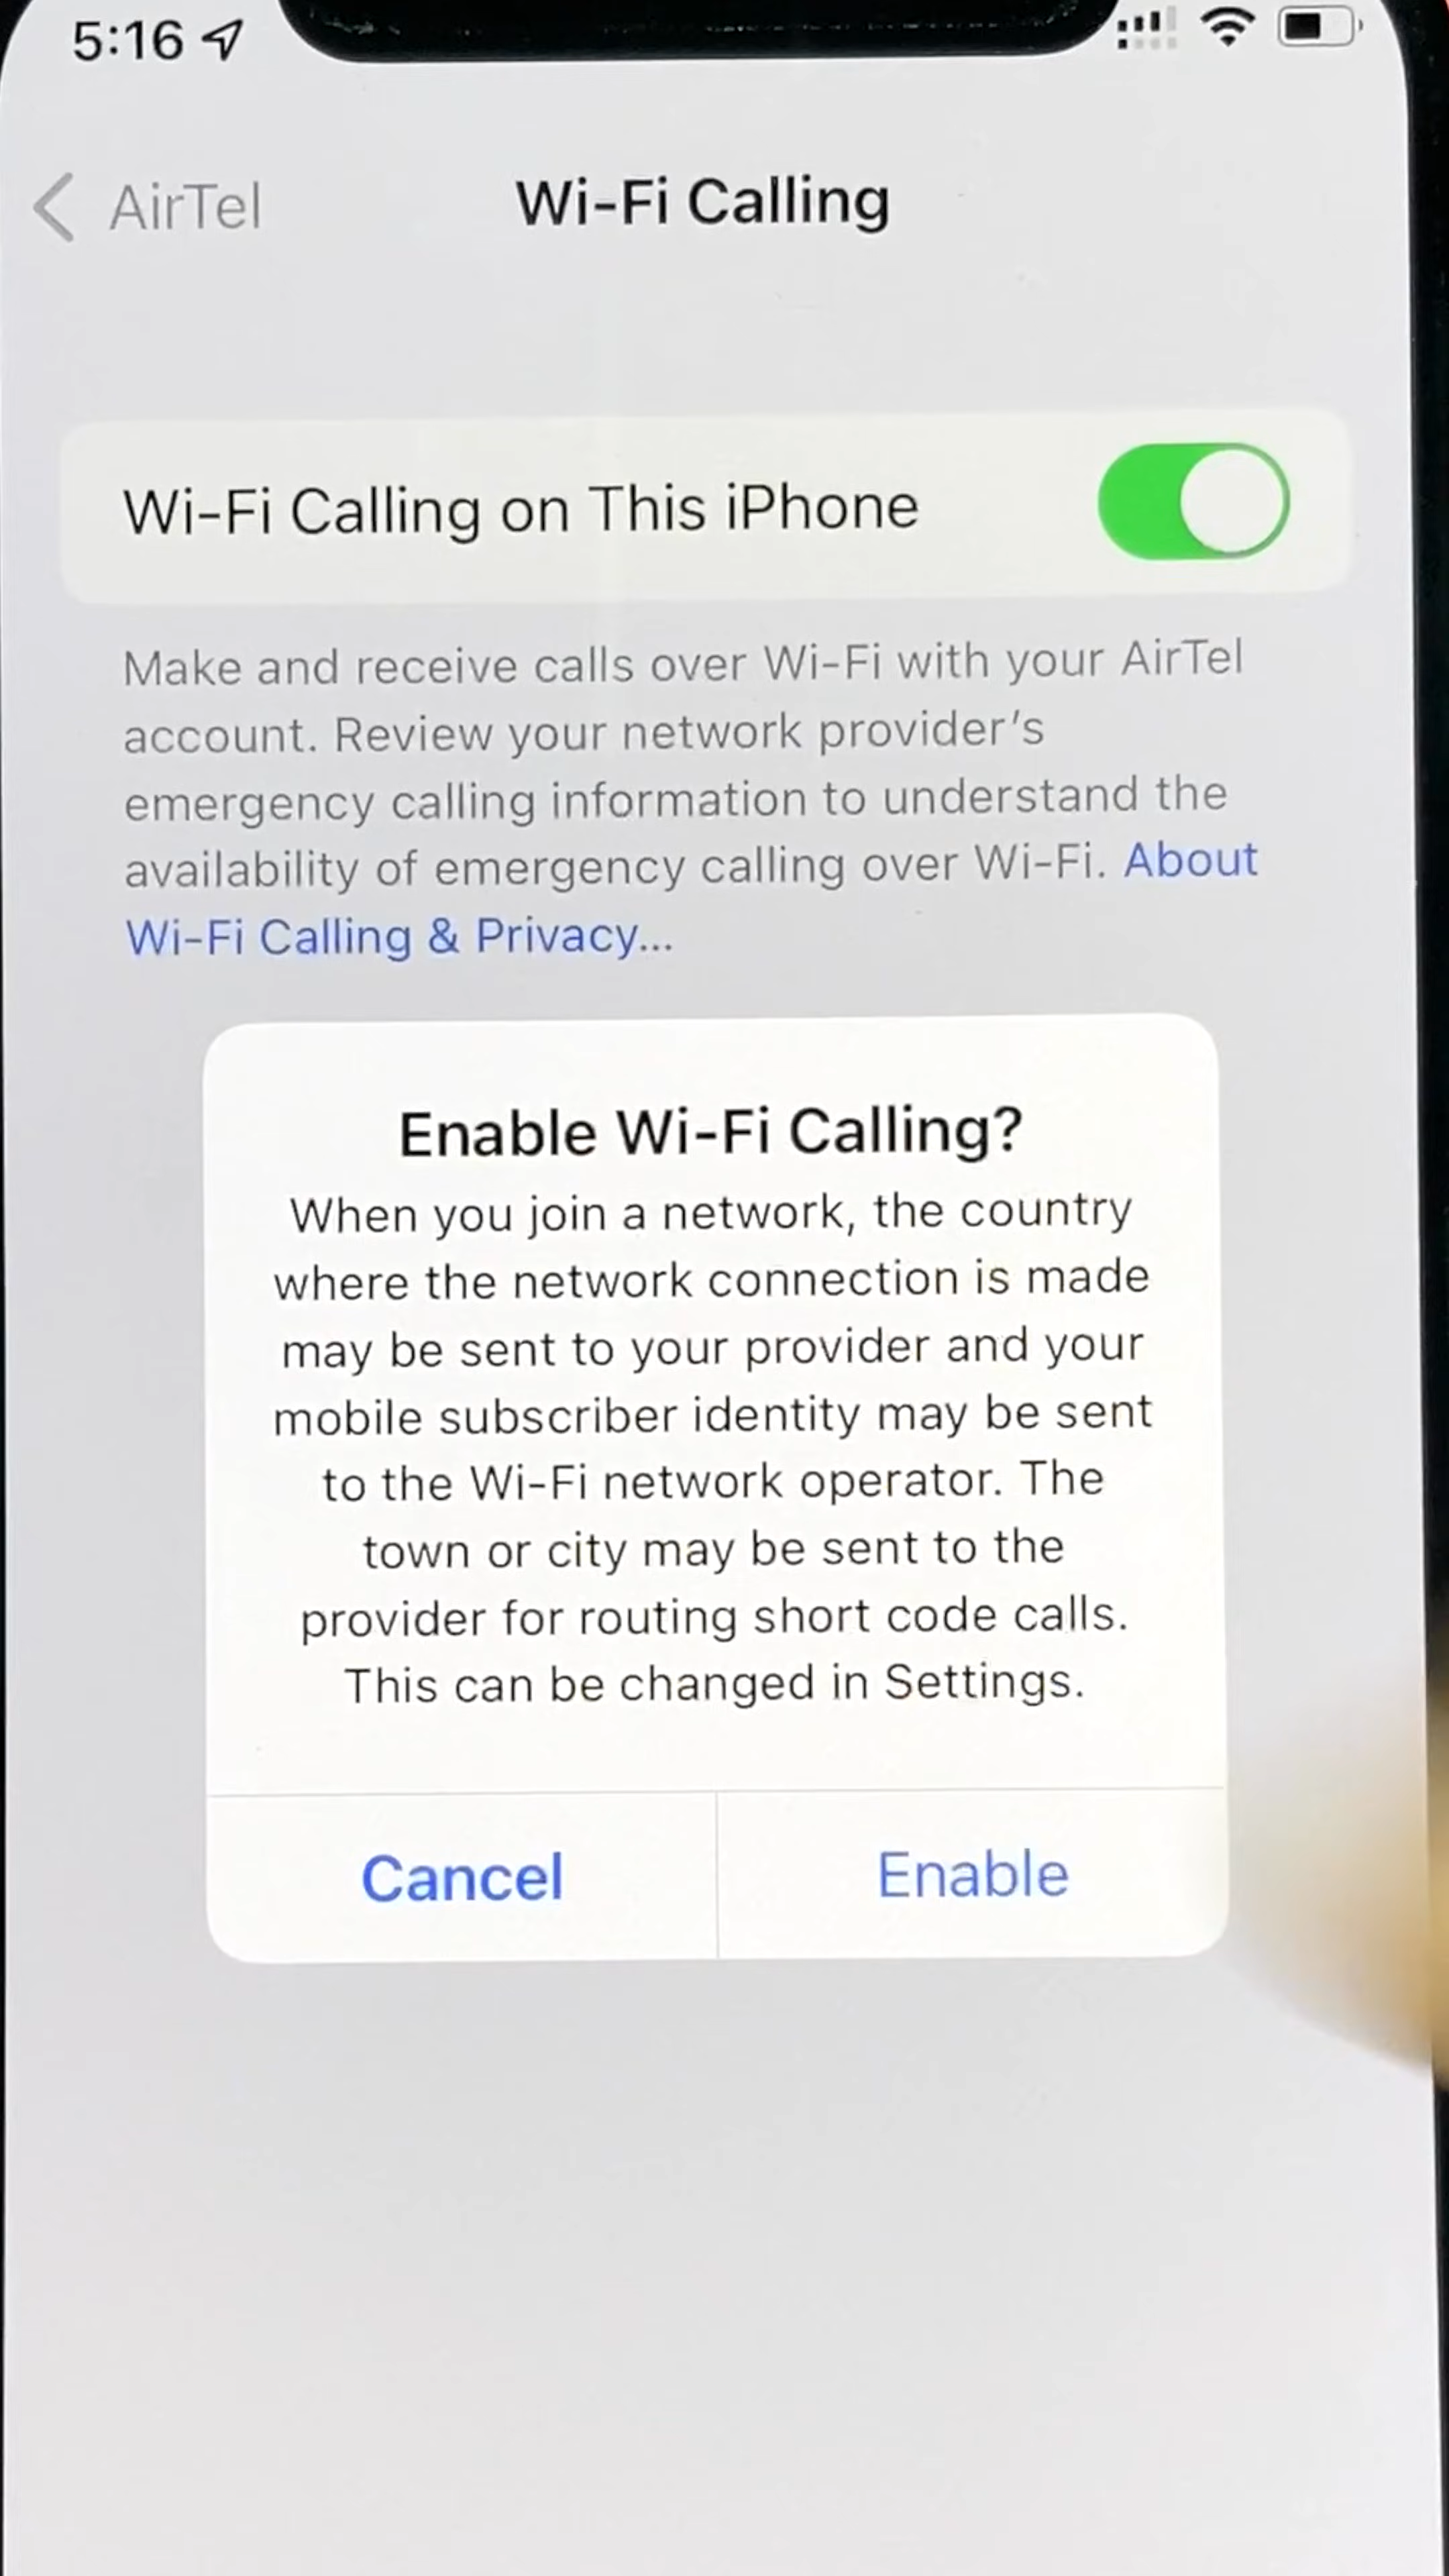 5:16
AirTel
Wi-Fi Calling
Wi-Fi Calling on This iPhone
Make and receive calls over Wi-Fi with your AirTel
account. Review your network provider's
emergency calling information to understand the
availability of emergency calling over Wi-Fi. About
Wi-Fi Calling & Privacy...
Enable Wi-Fi Calling?
When you join a network, the country
where the network connection is made
may be sent to your provider and your
mobile subscriber identity may be sent
to the Wi-Fi network operator. The
town or city may be sent to the
provider for routing short code calls.
This can be changed in Settings.
Cancel
Enable